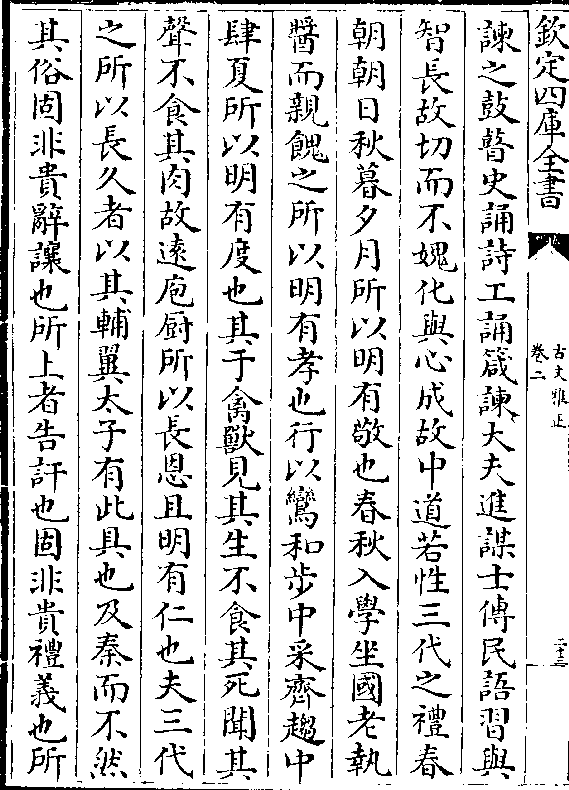 欽定四庫全書
古文雅正
卷二
二十三
諫之鼓瞽史誦詩工誦箴諫大夫進謀士傳民語習與
智長故切而不媿化與心成故中道若性三代之禮春
朝朝日秋暮夕月所以明有敬也春秋入學坐國老執
醬而親餽之所以明有孝也行以鸞和步中采齊趨中
肆夏所以明有度也其于禽獸見其生不食其死聞其
聲不食其肉故遠庖厨所以長恩且明有仁也夫三代
之所以長久者以其輔翼太子有此具也及秦而不然
其俗固非貴辭讓也所上者告訐也固非貴禮義也所